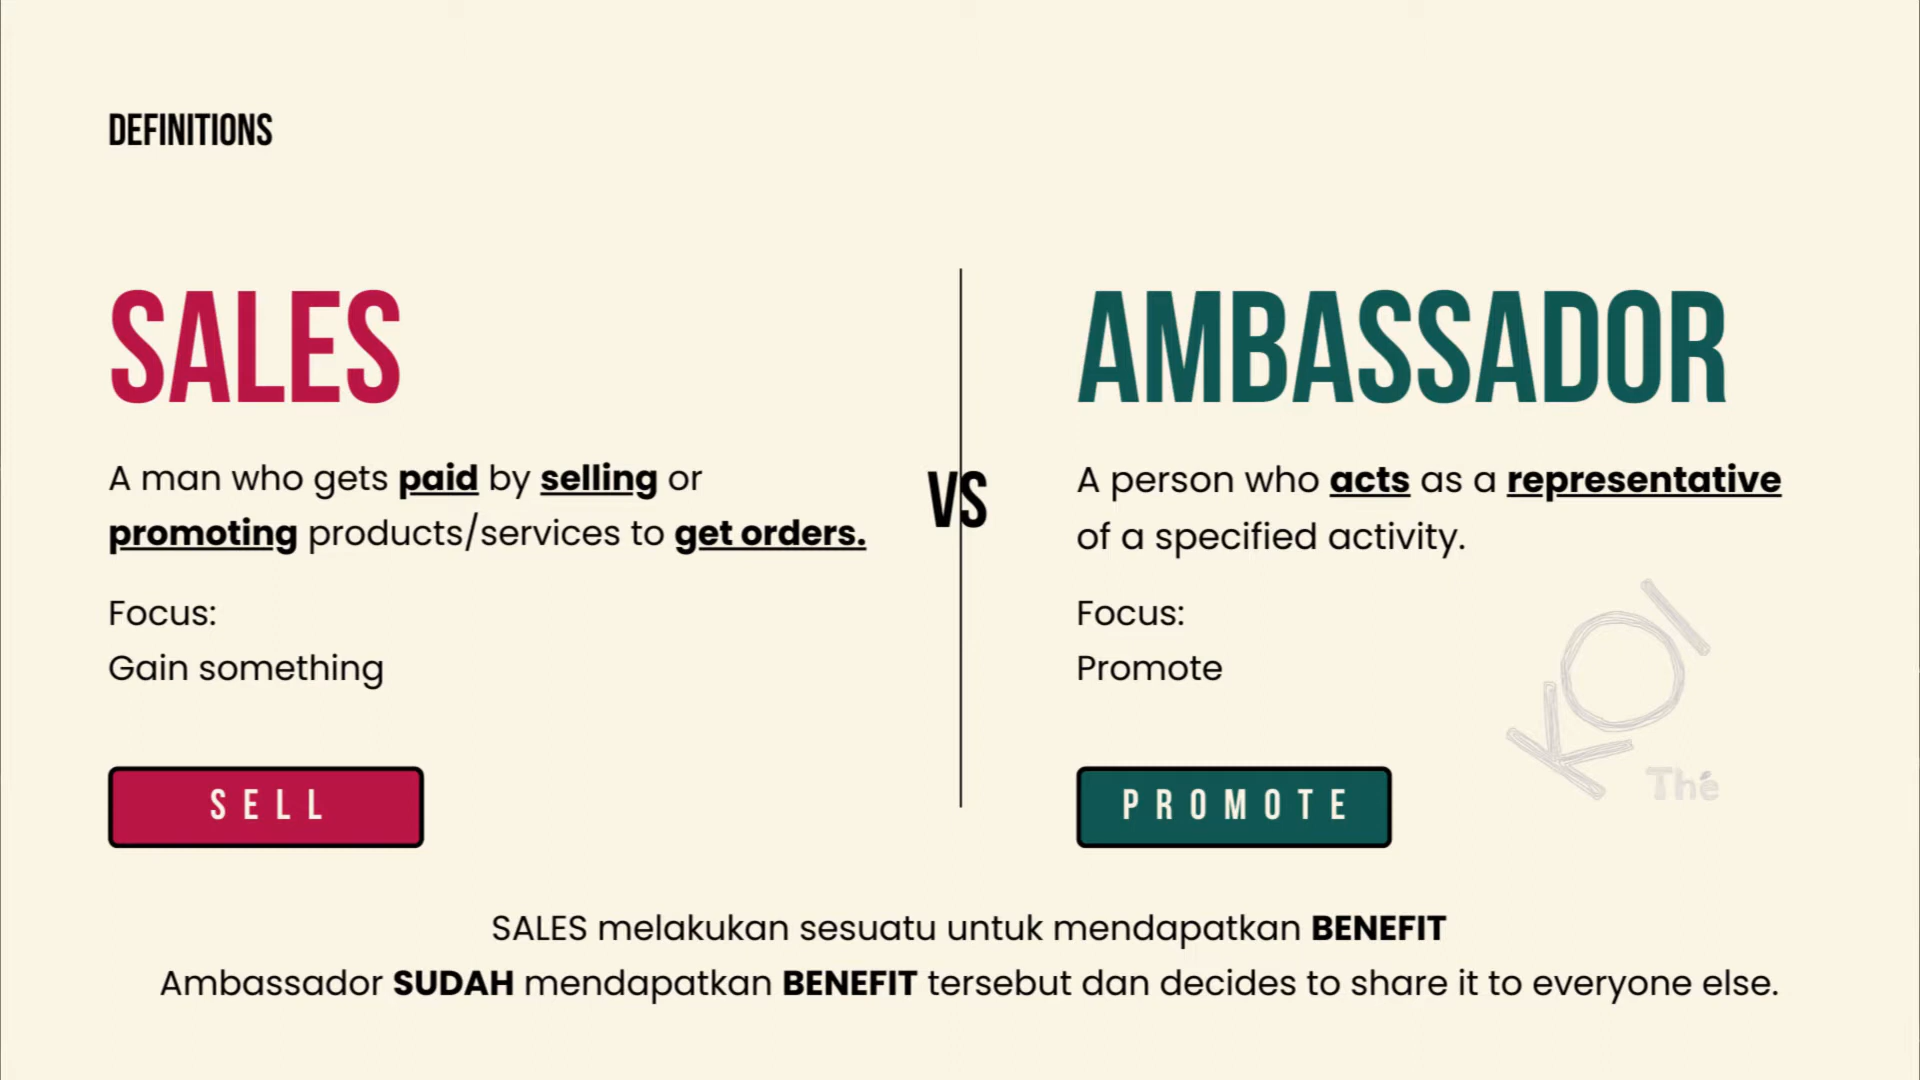 DEFINITIONS
SALES
A man who gets paid by selling or
promoting products/services to get orders.
Focus:
Gain something
SELL
VS
AMBASSADOR
A person who acts as a representative
of a specified activity.
Focus:
Promote
PROMOTE
KOI
Thé
SALES melakukan sesuatu untuk mendapatkan BENEFIT
Ambassador SUDAH mendapatkan BENEFIT tersebut dan decides to share it to everyone else.